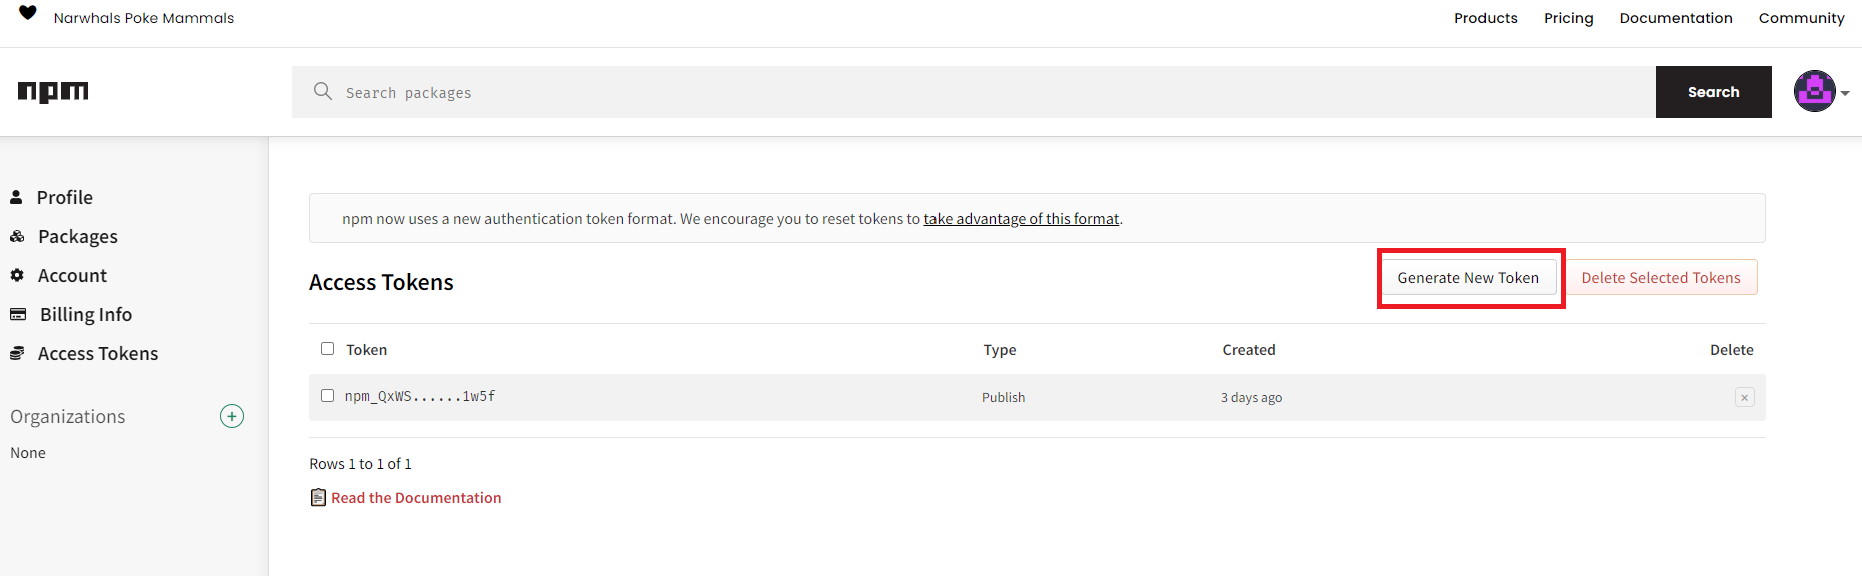 Narwhals Poke Mammals
Products Pricing Documentation Community
npm
Search packages
Search
Profile
Packages
Account
Billing Info
Access Tokens
Organizations
None
npm now uses a new authentication token format. We encourage you to reset tokens to take advantage of this format.
Access Tokens
Generate New Token
Delete Selected Tokens
Token Type Created Delete
npm_QxWS......1w5f Publish 3 days ago
Rows 1 to 1 of 1
Read the Documentation